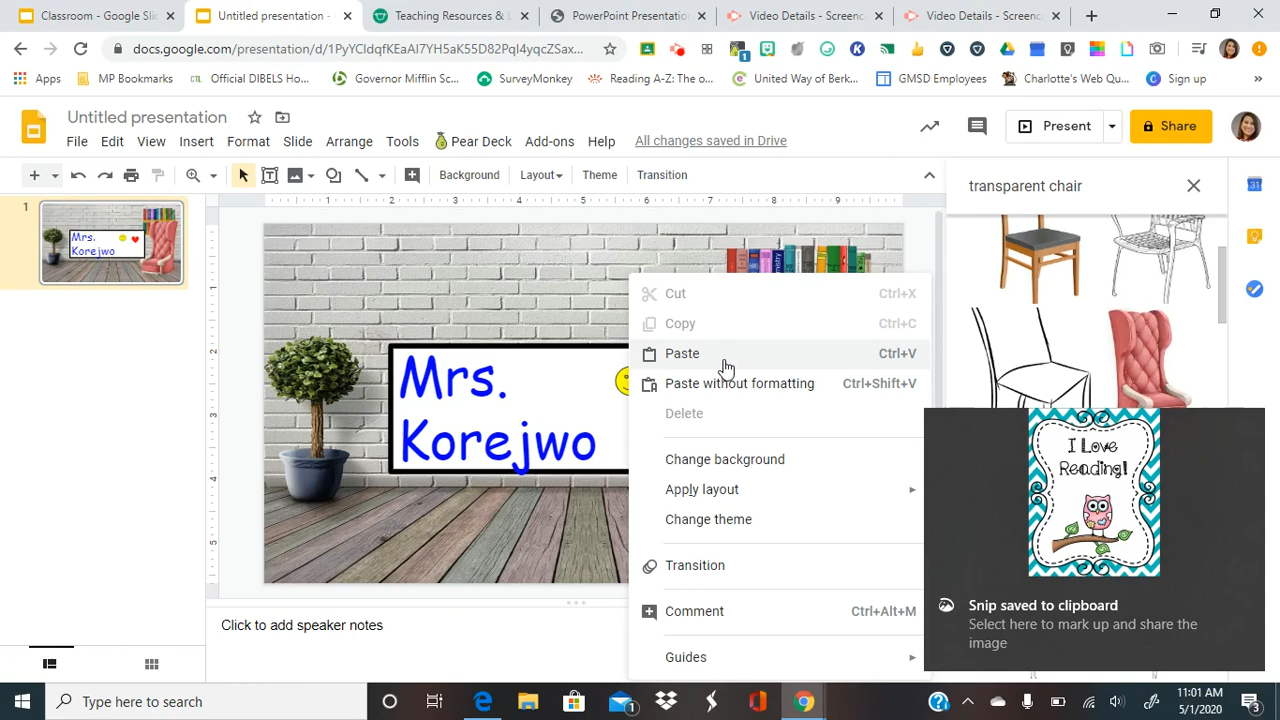 Classroom - Google Slid
Untitled presentation -
Teaching Resources & L
PowerPoint Presentation
Video Details - Screenc
Video Details - Screenc
docs.google.com/presentation/d/1PyYCIdqfKEaAI7YH5aK55D82PqI4yqcZSax...
Apps
MP Bookmarks
Official DIBELS Ho...
Governor Mifflin Sc...
SurveyMonkey
Reading A-Z: The o...
United Way of Berk...
GMSD Employees
Charlotte's Web Qu...
Sign up
Untitled presentation
File Edit View Insert Format Slide Arrange Tools Pear Deck Add-ons Help
All changes saved in Drive
Present
Share
Background
Layout
Theme
Transition
transparent chair
1
Mrs.
Korejwo
Mrs.
Korejwo
Cut Ctrl+X
Copy Ctrl+C
Paste Ctrl+V
Paste without formatting Ctrl+Shift+V
Delete
Change background
Apply layout
Change theme
Transition
Comment Ctrl+Alt+M
Guides
I Love
Reading!
Snip saved to clipboard
Select here to mark up and share the
image
Click to add speaker notes
Type here to search
11:01 AM
5/1/2020